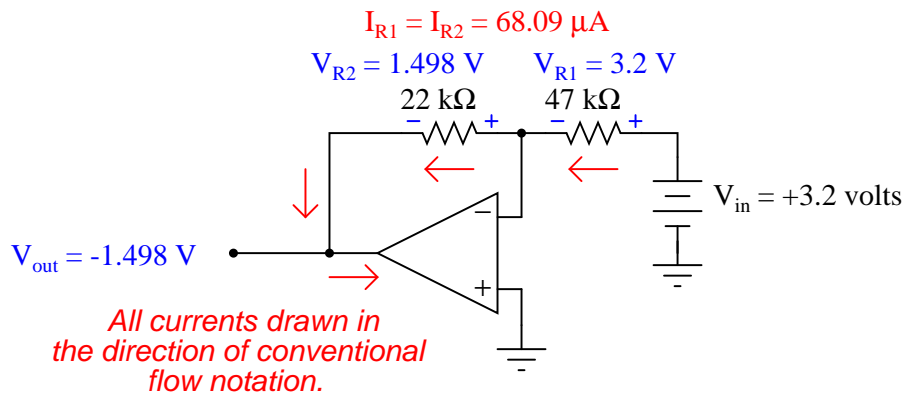 I_R1 = I_R2 = 68.09 μA
V_R2 = 1.498 V V_R1 = 3.2 V
22 kΩ 47 kΩ
− + − +
−
V_in = +3.2 volts
V_out = -1.498 V
+
All currents drawn in
the direction of conventional
flow notation.